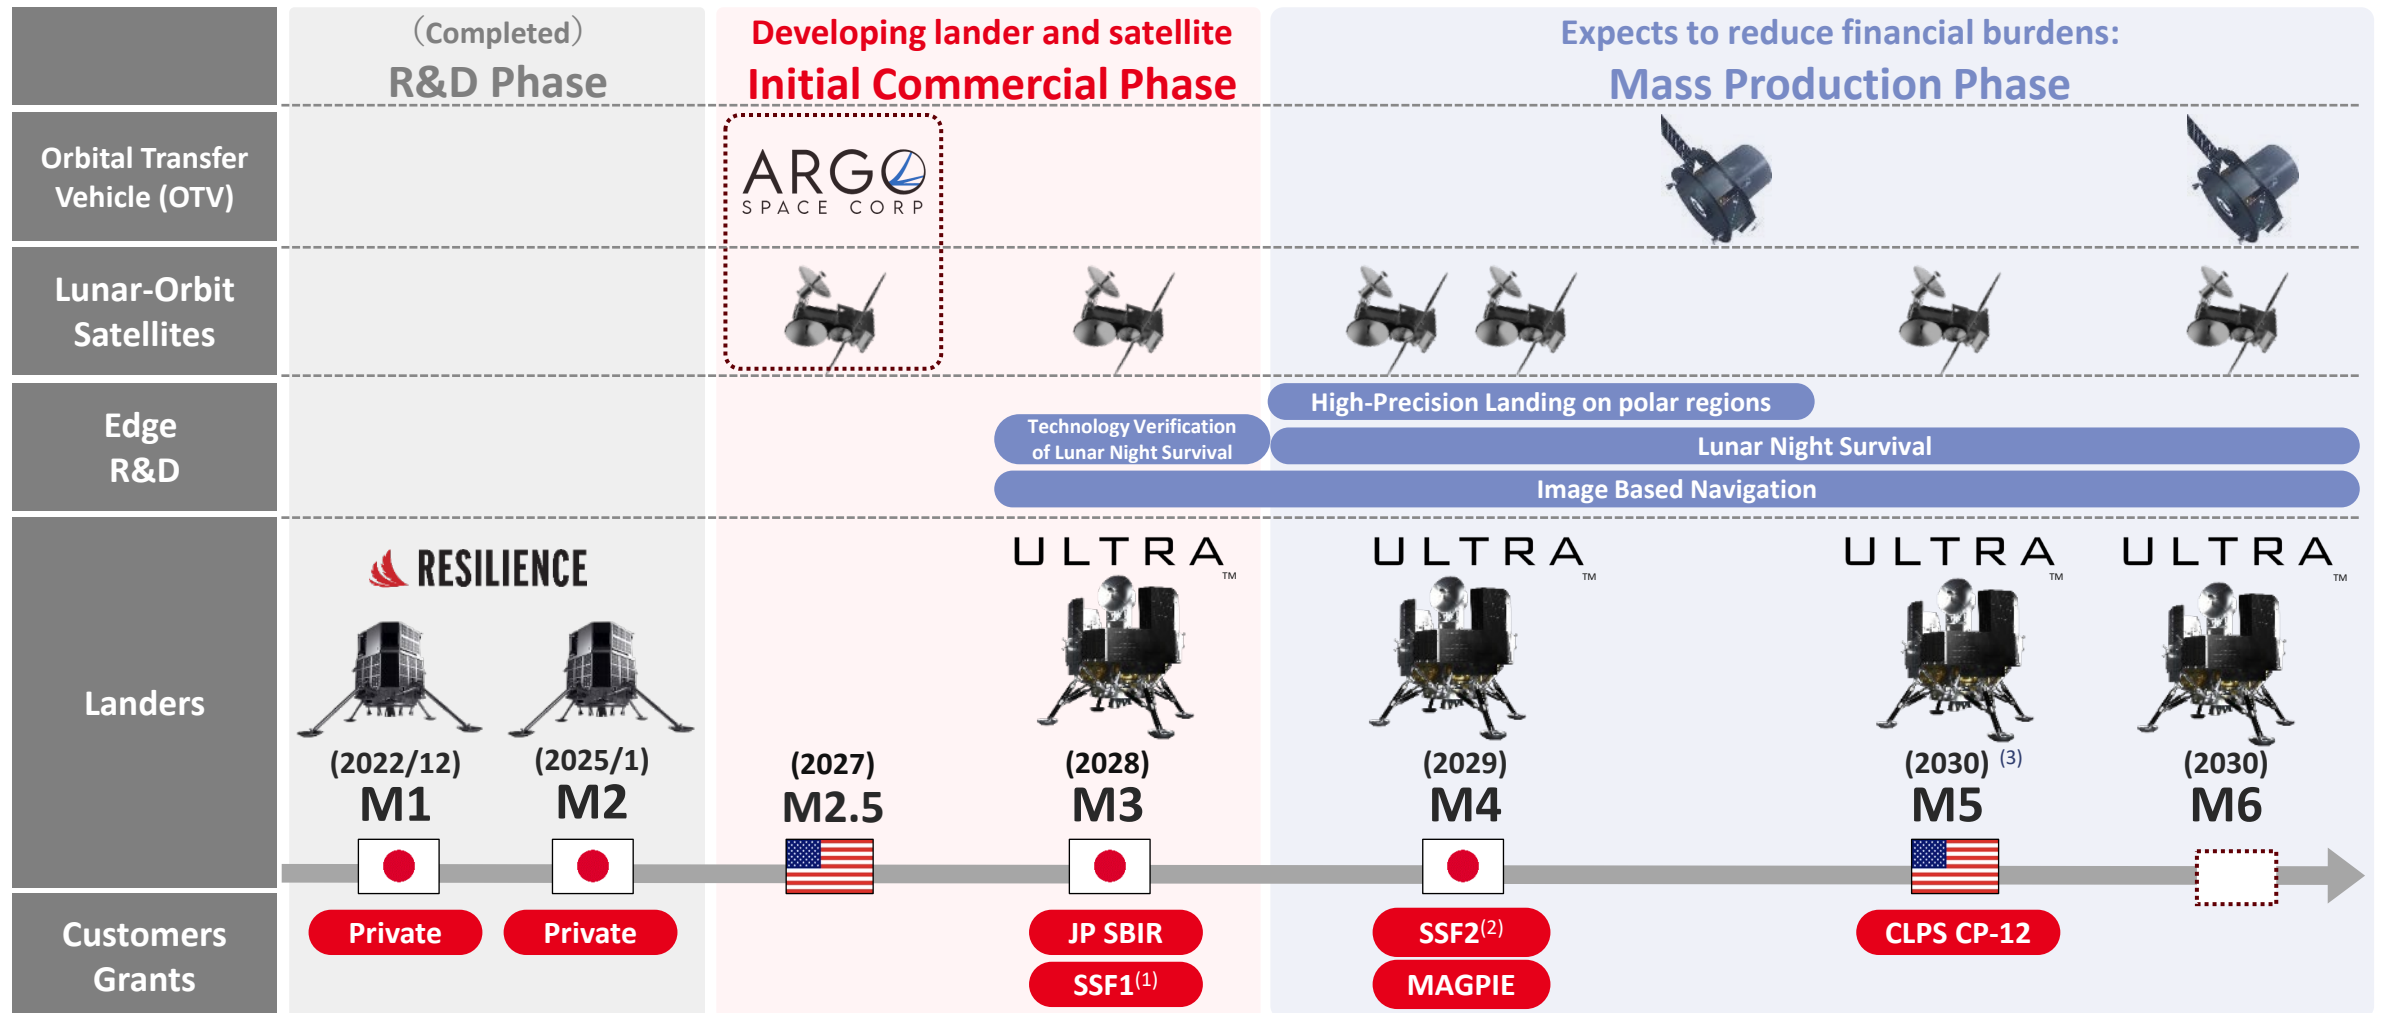 （Completed）
R&D Phase
Developing lander and satellite
Initial Commercial Phase
Expects to reduce financial burdens:
Mass Production Phase
Orbital Transfer
Vehicle (OTV)
ARGO
SPACE CORP
Lunar-Orbit
Satellites
Edge
R&D
High-Precision Landing on polar regions
Technology Verification
of Lunar Night Survival
Lunar Night Survival
Image Based Navigation
Landers
RESILIENCE
ULTRA™
ULTRA™
ULTRA™
ULTRA™
(2022/12)
M1
(2025/1)
M2
(2027)
M2.5
(2028)
M3
(2029)
M4
(2030) (3)
M5
(2030)
M6
Customers
Grants
Private
Private
JP SBIR
SSF1(1)
SSF2(2)
MAGPIE
CLPS CP-12